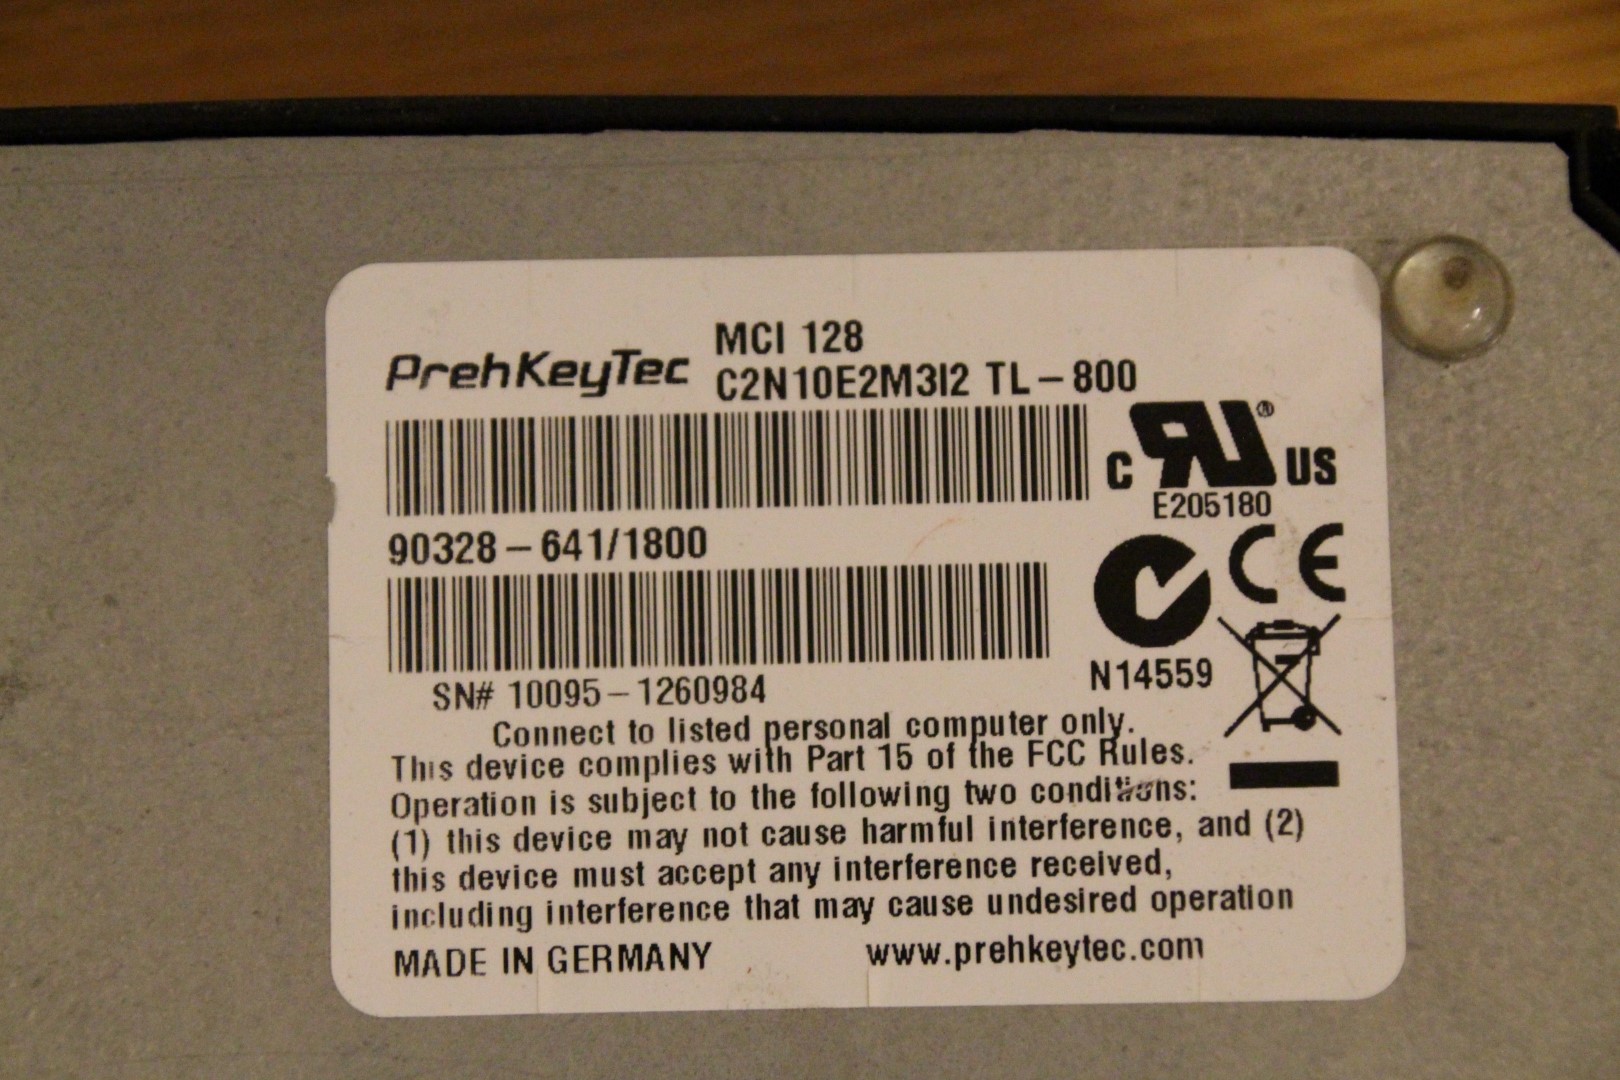 PrehKeyTec
MCI 128
C2N10E2M3I2 TL-800
90328-641/1800
C RU® US
E205180
CE
N14559
SN# 10095-1260984
Connect to listed personal computer only.
This device complies with Part 15 of the FCC Rules.
Operation is subject to the following two conditions:
(1) this device may not cause harmful interference, and (2)
this device must accept any interference received,
including interference that may cause undesired operation
MADE IN GERMANY www.prehkeytec.com